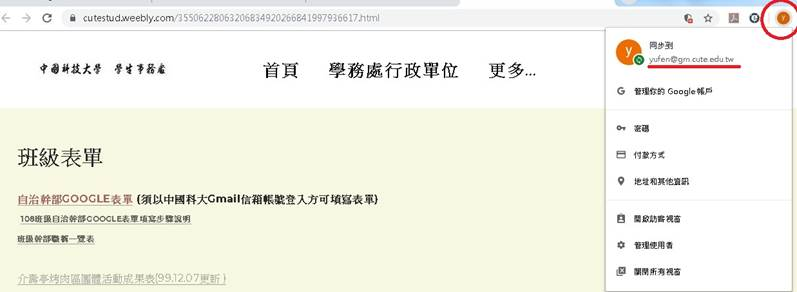 cutestud.weebly.com/355062280632068349202668419979366​17.html
中國科技大學 學生事務處
首頁 學務處行政單位 更多...
班級表單
自治幹部GOOGLE表單 (須以中國科大Gmail信箱帳號登入方可填寫表單)
108班級自治幹部GOOGLE表單填寫步驟說明
班級幹部職務一覽表
介壽亭烤肉區團體活動成果表(99.12.07更新 )
y
y
同步到
yufen@gm.cute.edu.tw
管理你的 Google 帳戶
密碼
付款方式
地址和其他資訊
開啟訪客視窗
管理使用者
關閉所有視窗